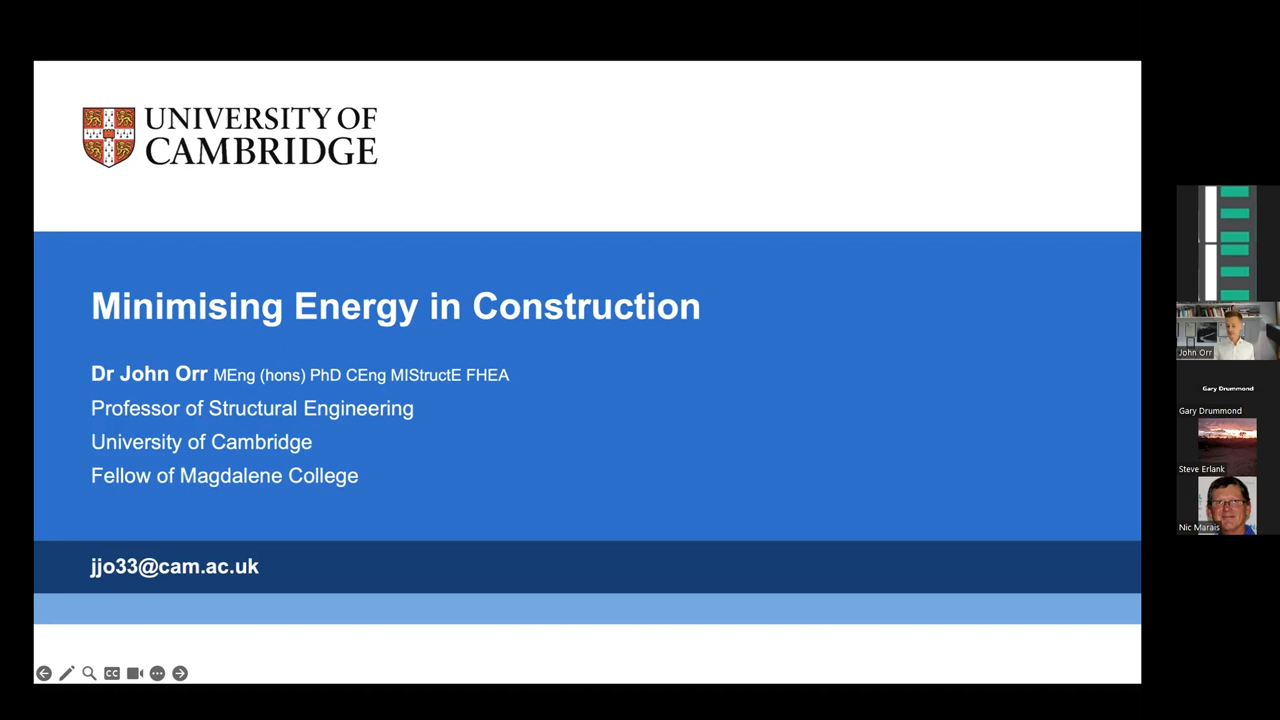 UNIVERSITY OF
CAMBRIDGE
Minimising Energy in Construction
Dr John Orr MEng (hons) PhD CEng MIStructE FHEA
Professor of Structural Engineering
University of Cambridge
Fellow of Magdalene College
jjo33@cam.ac.uk
CC
John Orr
Gary Drummond
Gary Drummond
Steve Erlank
Nic Marais